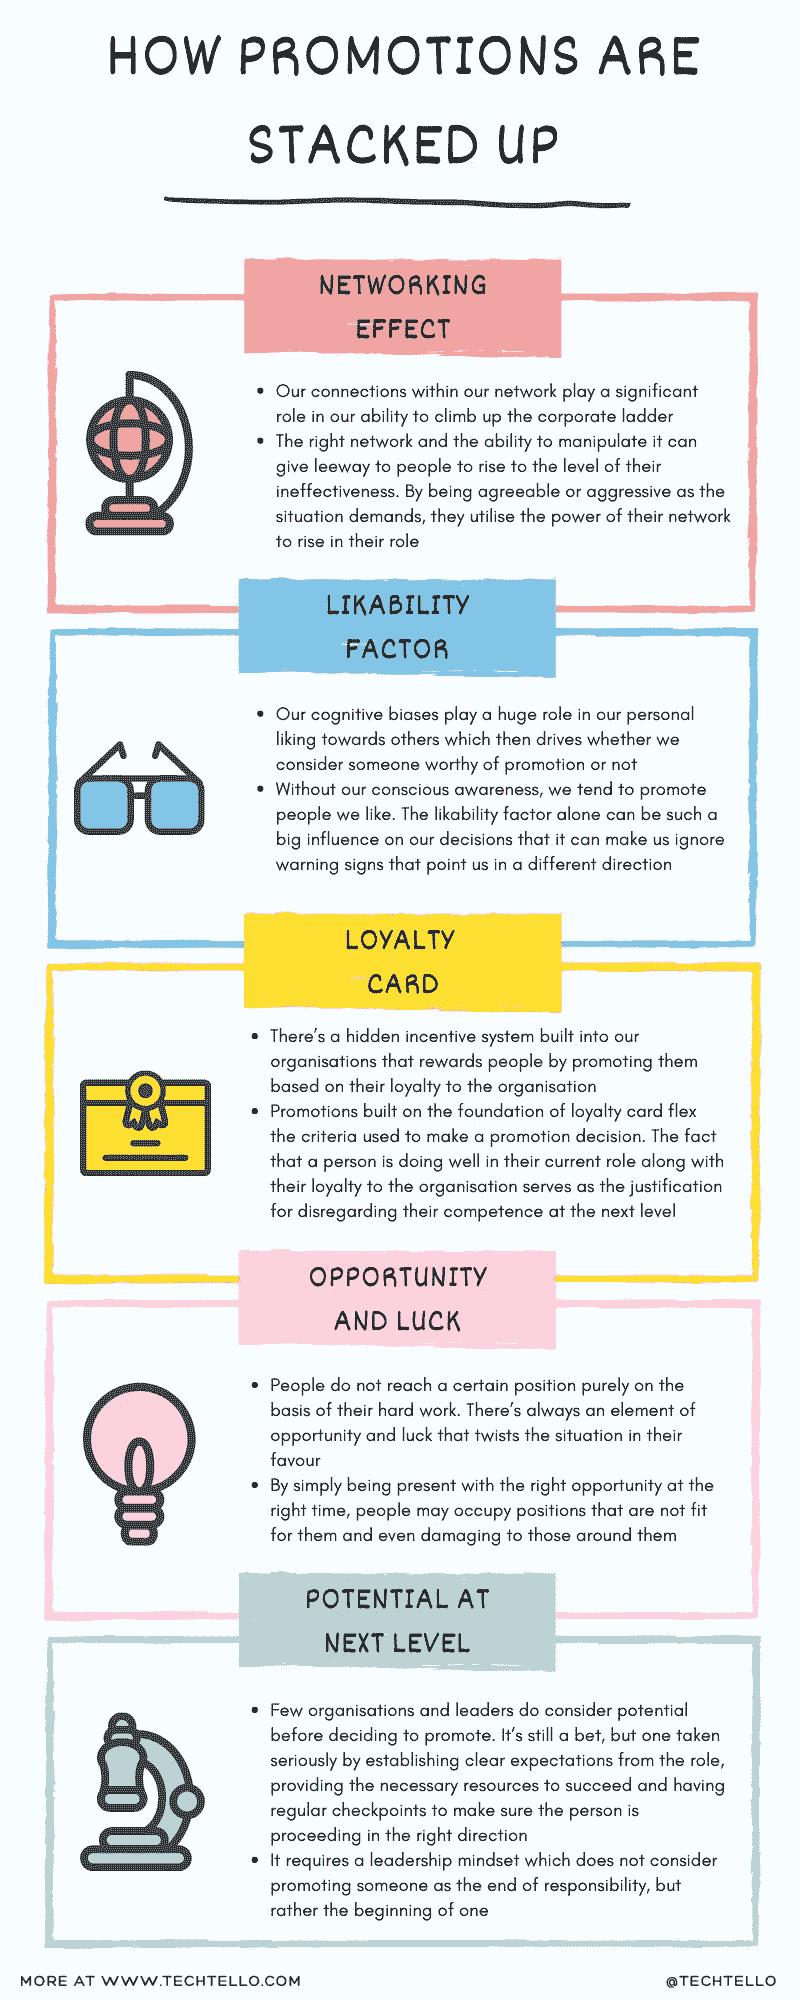 HOW PROMOTIONS ARE
STACKED UP
NETWORKING
EFFECT
• Our connections within our network play a significant
role in our ability to climb up the corporate ladder
• The right network and the ability to manipulate it can
give leeway to people to rise to the level of their
ineffectiveness. By being agreeable or aggressive as the
situation demands, they utilise the power of their network
to rise in their role
LIKABILITY
FACTOR
• Our cognitive biases play a huge role in our personal
liking towards others which then drives whether we
consider someone worthy of promotion or not
• Without our conscious awareness, we tend to promote
people we like. The likability factor alone can be such a
big influence on our decisions that it can make us ignore
warning signs that point us in a different direction
LOYALTY
CARD
• There's a hidden incentive system built into our
organisations that rewards people by promoting them
based on their loyalty to the organisation
• Promotions built on the foundation of loyalty card flex
the criteria used to make a promotion decision. The fact
that a person is doing well in their current role along with
their loyalty to the organisation serves as the justification
for disregarding their competence at the next level
OPPORTUNITY
AND LUCK
• People do not reach a certain position purely on the
basis of their hard work. There's always an element of
opportunity and luck that twists the situation in their
favour
• By simply being present with the right opportunity at the
right time, people may occupy positions that are not fit
for them and even damaging to those around them
POTENTIAL AT
NEXT LEVEL
• Few organisations and leaders do consider potential
before deciding to promote. It's still a bet, but one taken
seriously by establishing clear expectations from the role,
providing the necessary resources to succeed and having
regular checkpoints to make sure the person is
proceeding in the right direction
• It requires a leadership mindset which does not consider
promoting someone as the end of responsibility, but
rather the beginning of one
MORE AT WWW.TECHTELLO.COM
@TECHTELLO